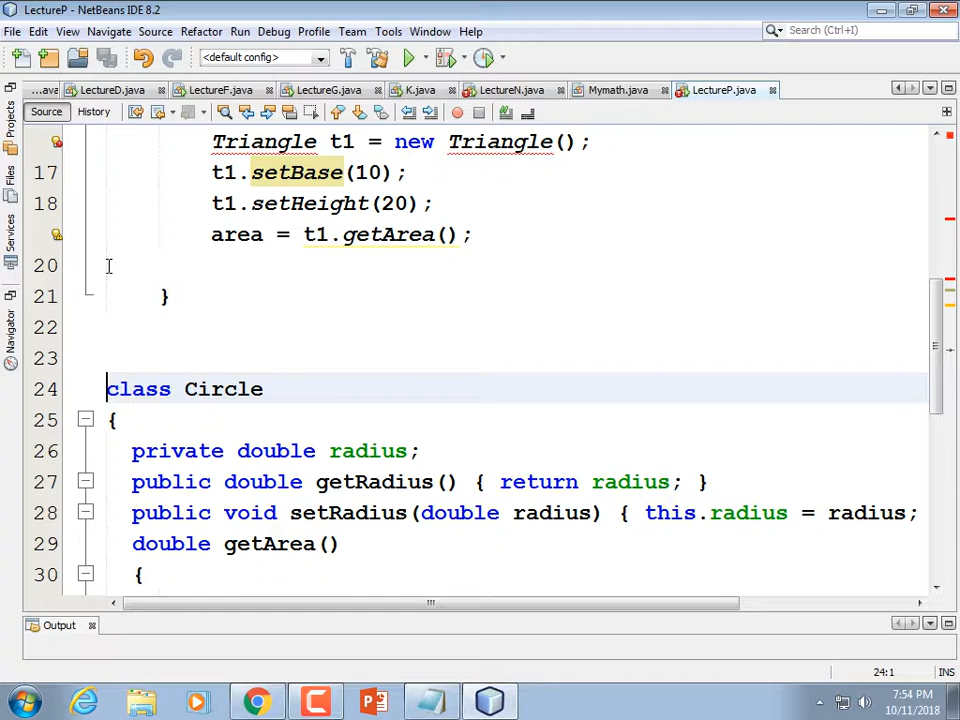 LectureP - NetBeans IDE 8.2
File Edit View Navigate Source Refactor Run Debug Profile Team Tools Window Help
Search (Ctrl+I)
<default config>
...ave LectureD.java LectureF.java LectureG.java K.java LectureN.java Mymath.java LectureP.java
Source History
Projects
Files
Services
Navigator
Triangle t1 = new Triangle();
17 t1.setBase(10);
18 t1.setHeight(20);
area = t1.getArea();
20
21 }
22
23
24 class Circle
25 {
26 private double radius;
27 public double getRadius() { return radius; }
28 public void setRadius(double radius) { this.radius = radius;
29 double getArea()
30 {
Output
24:1 INS
7:54 PM
10/11/2018